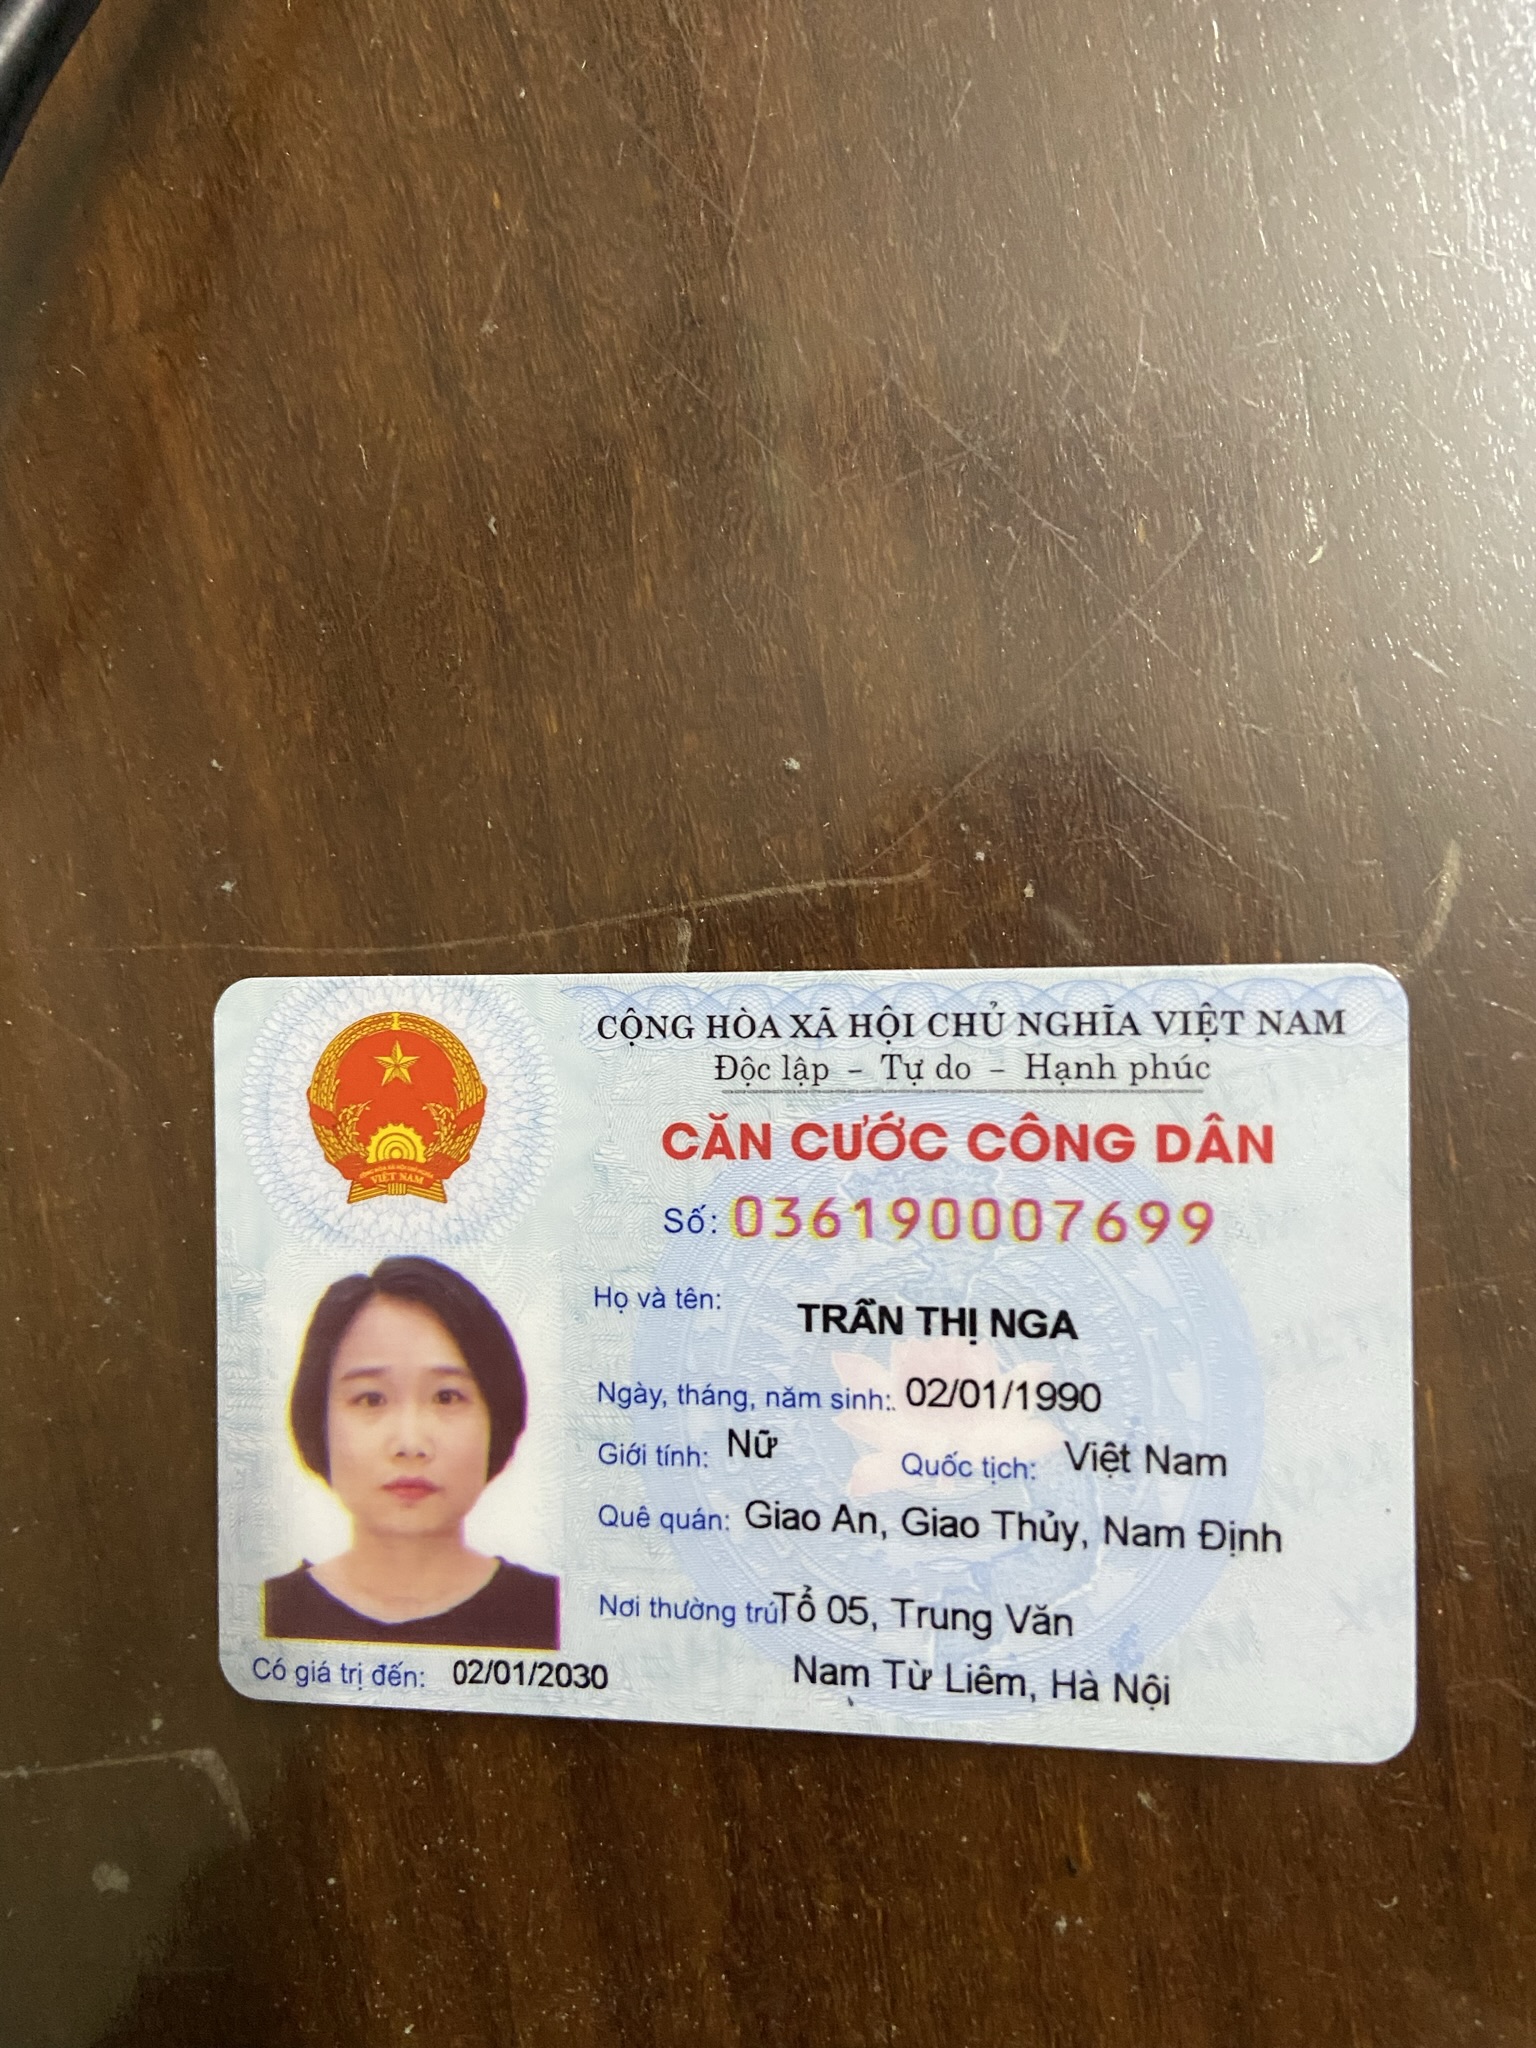 CỘNG HÒA XÃ HỘI CHỦ NGHĨA VIỆT NAM
Độc lập - Tự do - Hạnh phúc
CĂN CƯỚC CÔNG DÂN
Số: 036190007699
Họ và tên: TRẦN THỊ NGA
Ngày, tháng, năm sinh: 02/01/1990
Giới tính: Nữ Quốc tịch: Việt Nam
Quê quán: Giao An, Giao Thủy, Nam Định
Nơi thường trú: Tổ 05, Trung Văn
Nam Từ Liêm, Hà Nội
Có giá trị đến: 02/01/2030
VIỆT NAM